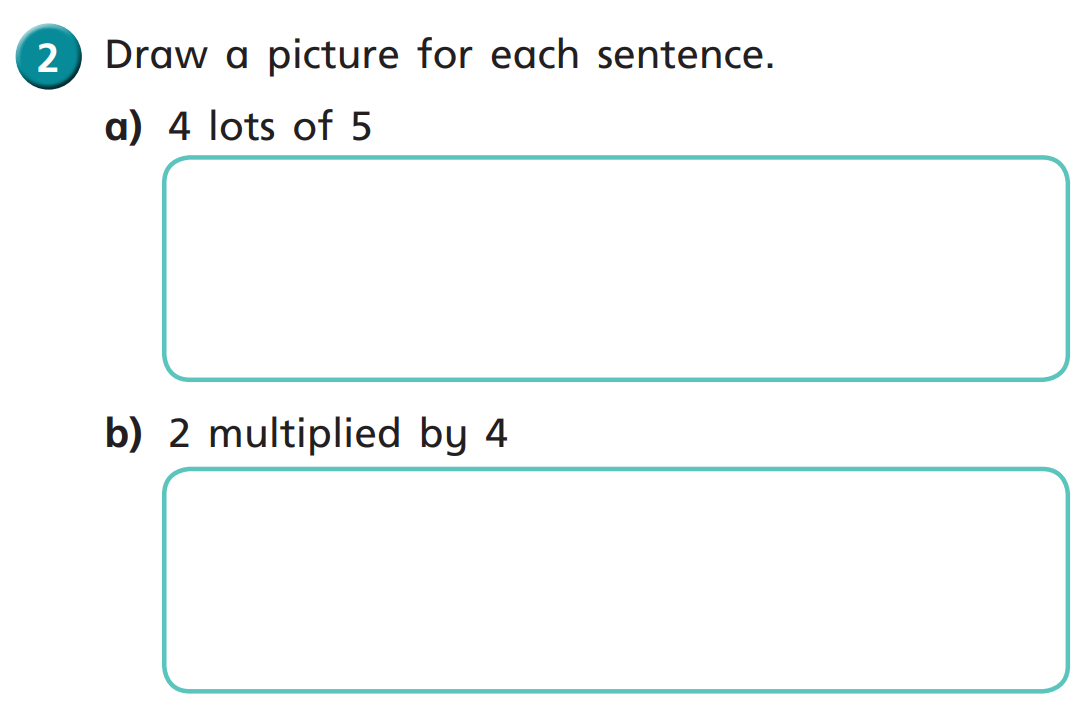 2 Draw a picture for each sentence.
a) 4 lots of 5
b) 2 multiplied by 4